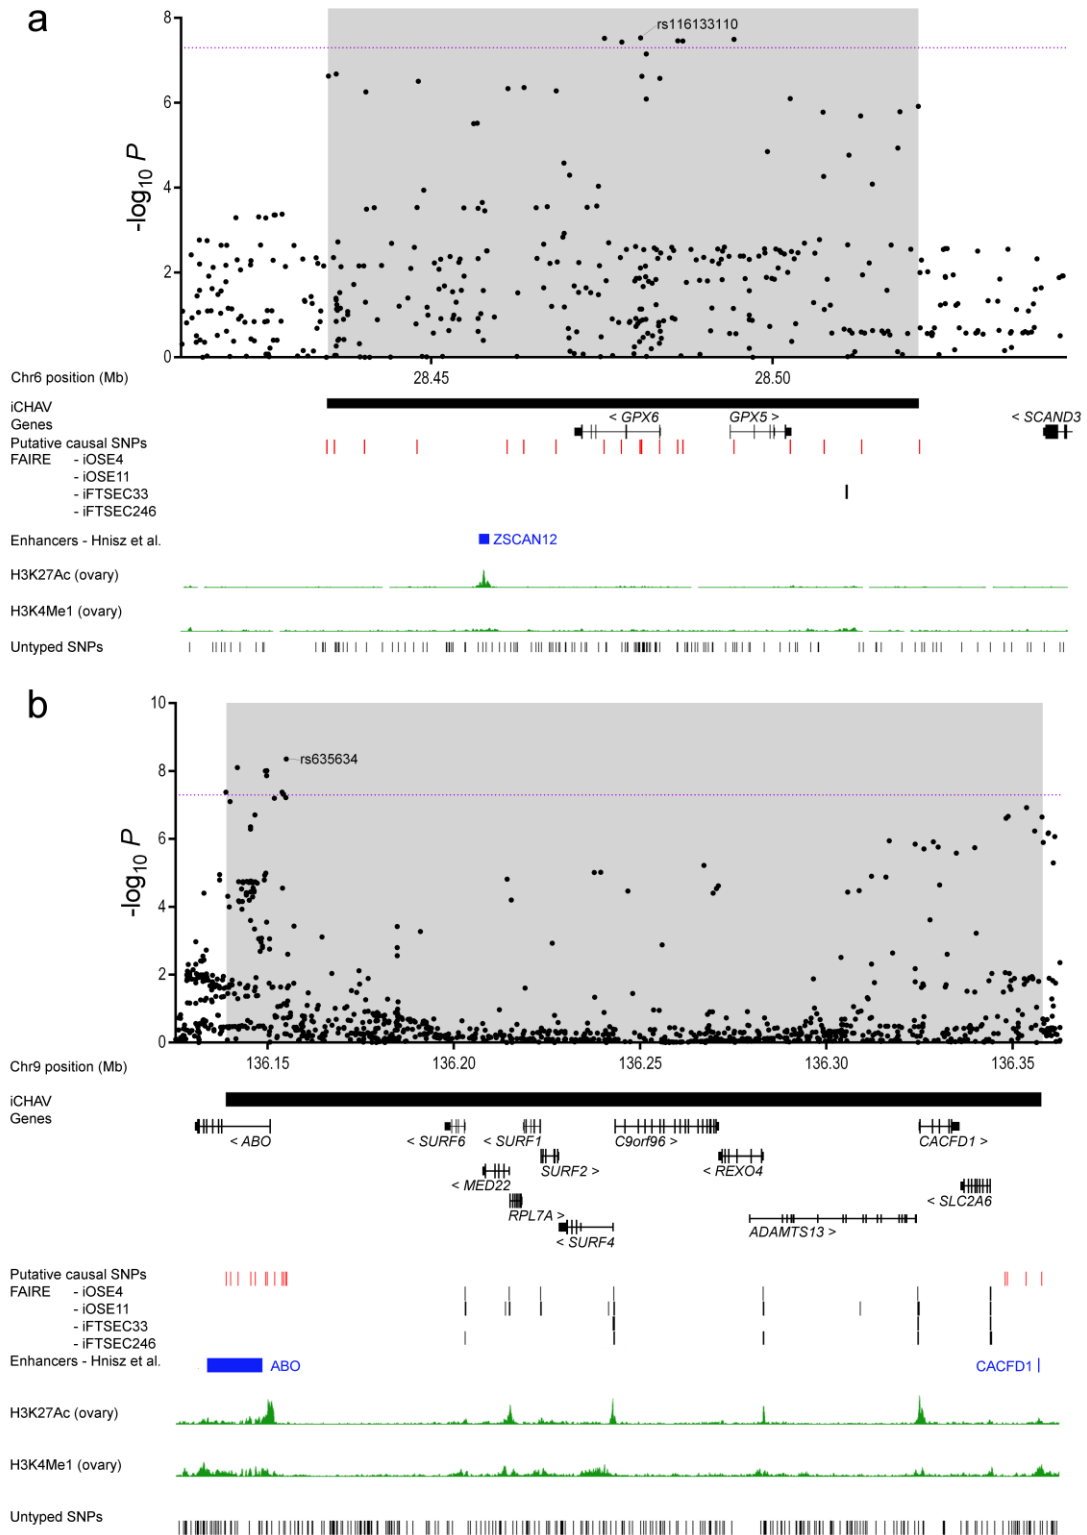 a
8
rs116133110
6
-log10 P
4
2
0
Chr6 position (Mb) 28.45 28.50
iCHAV
Genes < GPX6 GPX5 > < SCAND3
Putative causal SNPs
FAIRE - iOSE4
- iOSE11
- iFTSEC33
- iFTSEC246
Enhancers - Hnisz et al. ZSCAN12
H3K27Ac (ovary)
H3K4Me1 (ovary)
Untyped SNPs
b
10
rs635634
8
6
-log10 P
4
2
0
Chr9 position (Mb) 136.15 136.20 136.25 136.30 136.35
iCHAV
Genes
< ABO < SURF6 < SURF1 C9orf96 > CACFD1 >
SURF2 > < REXO4
< MED22
< SLC2A6
RPL7A >
ADAMTS13 >
< SURF4
Putative causal SNPs
FAIRE - iOSE4
- iOSE11
- iFTSEC33
- iFTSEC246
Enhancers - Hnisz et al. ABO CACFD1
H3K27Ac (ovary)
H3K4Me1 (ovary)
Untyped SNPs